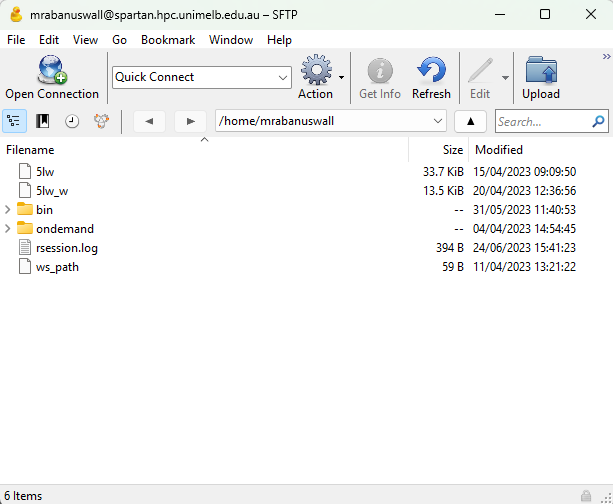 mrabanuswall@spartan.hpc.unimelb.edu.au – SFTP
File Edit View Go Bookmark Window Help
Open Connection Quick Connect Action Get Info Refresh Edit Upload
/home/mrabanuswall Search...
Filename Size Modified
5lw 33.7 KiB 15/04/2023 09:09:50
5lw_w 13.5 KiB 20/04/2023 12:36:56
bin -- 31/05/2023 11:40:53
ondemand -- 04/04/2023 14:54:45
rsession.log 394 B 24/06/2023 15:41:23
ws_path 59 B 11/04/2023 13:21:22
6 Items